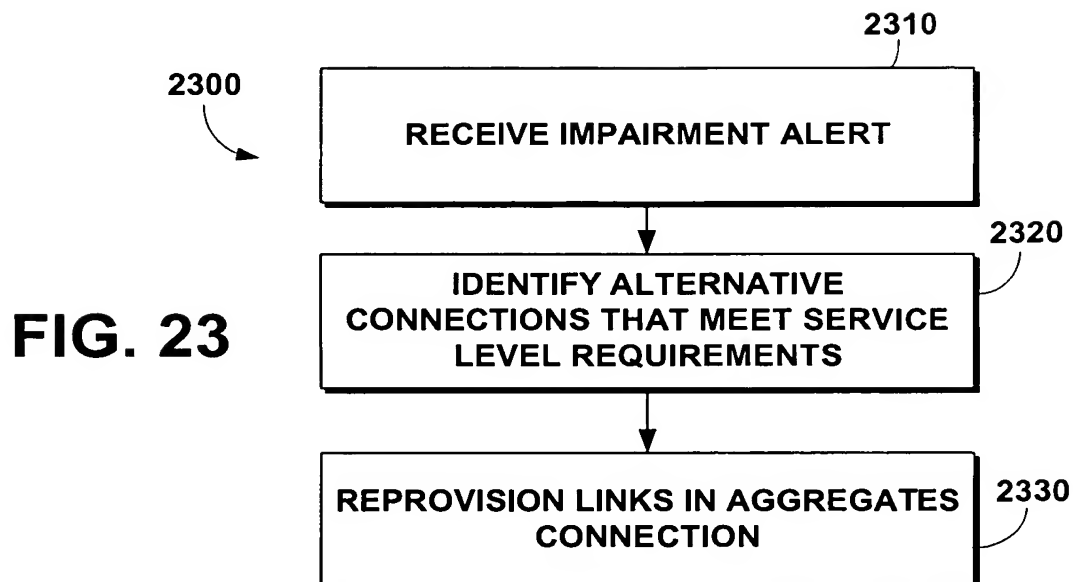 2310
2300
RECEIVE IMPAIRMENT ALERT
2320
IDENTIFY ALTERNATIVE
CONNECTIONS THAT MEET SERVICE
LEVEL REQUIREMENTS
FIG. 23
REPROVISION LINKS IN AGGREGATES
CONNECTION
2330